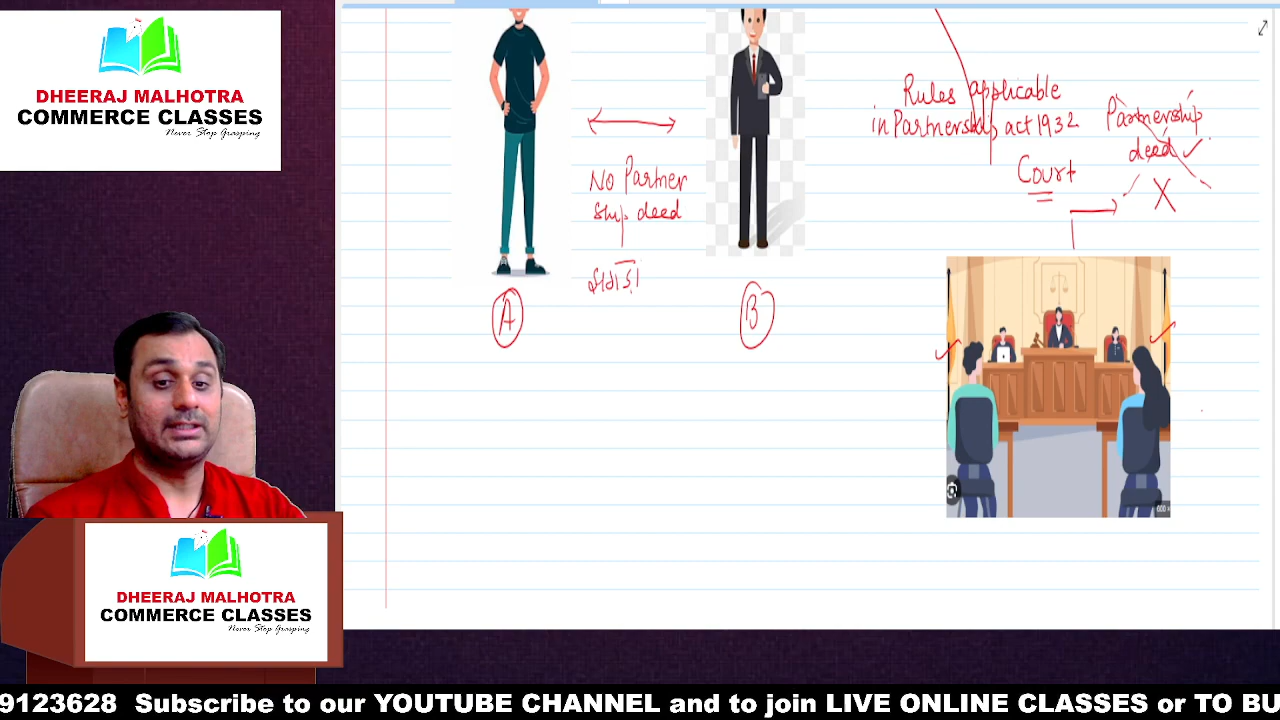 DHEERAJ MALHOTRA
COMMERCE CLASSES
Never Stop Grasping
Rules applicable
in Partnership act 1932
Court
Partnership
deed
No Partner
ship deed
A
B
DHEERAJ MALHOTRA
COMMERCE CLASSES
Never Stop Grasping
9123628 Subscribe to our YOUTUBE CHANNEL and to join LIVE ONLINE CLASSES or TO BU